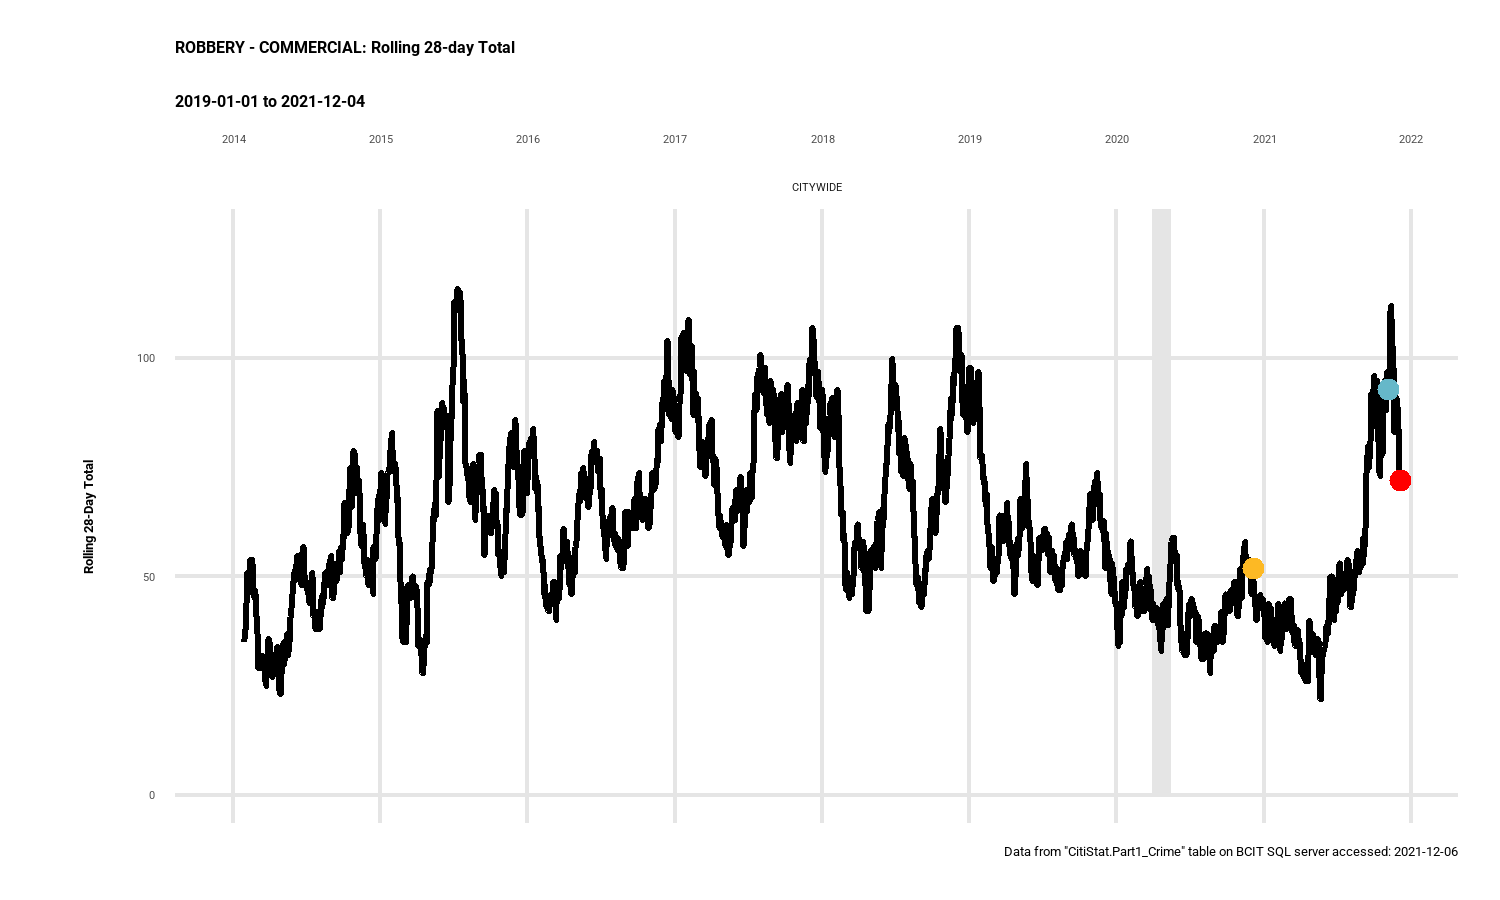 ROBBERY - COMMERCIAL: Rolling 28-day Total
2019-01-01 to 2021-12-04
2014 2015 2016 2017 2018 2019 2020 2021 2022
CITYWIDE
Rolling 28-Day Total
100
50
0
Data from "CitiStat.Part1_Crime" table on BCIT SQL server accessed: 2021-12-06